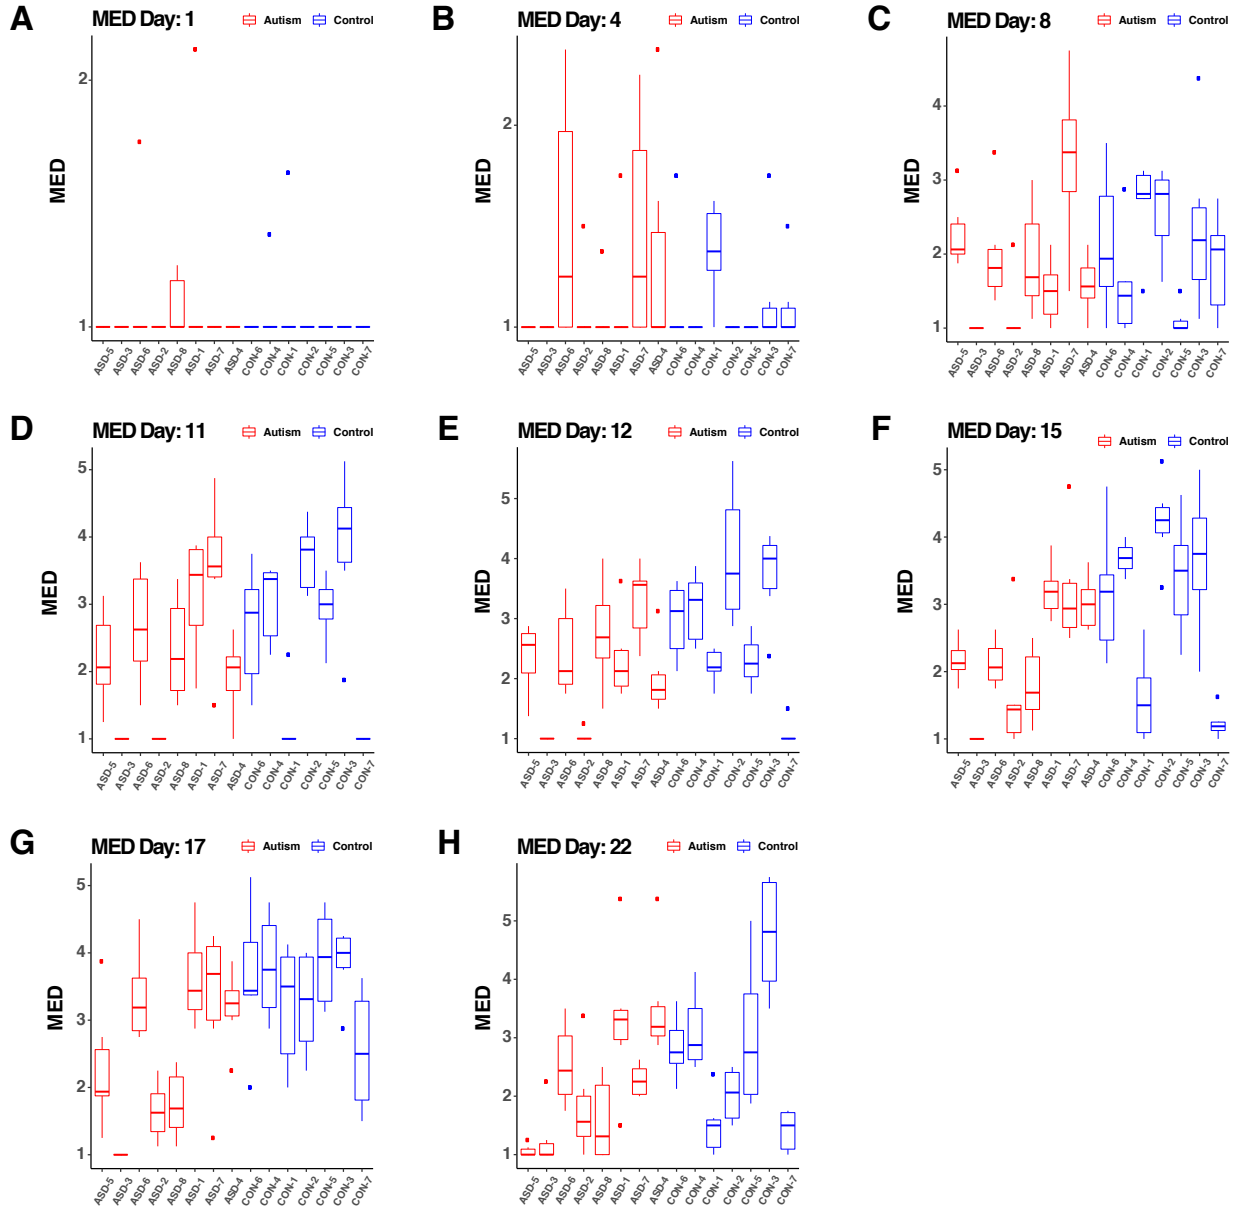 A MED Day: 1 Autism Control
2
MED
1
ASD-5 ASD-3 ASD-6 ASD-2 ASD-8 ASD-1 ASD-7 ASD-4 CON-6 CON-4 CON-1 CON-2 CON-5 CON-3 CON-7
B MED Day: 4 Autism Control
2
MED
1
ASD-5 ASD-3 ASD-6 ASD-2 ASD-8 ASD-1 ASD-7 ASD-4 CON-6 CON-4 CON-1 CON-2 CON-5 CON-3 CON-7
C MED Day: 8 Autism Control
4
3
MED
2
1
ASD-5 ASD-3 ASD-6 ASD-2 ASD-8 ASD-1 ASD-7 ASD-4 CON-6 CON-4 CON-1 CON-2 CON-5 CON-3 CON-7
D MED Day: 11 Autism Control
5
4
MED
3
2
1
ASD-5 ASD-3 ASD-6 ASD-2 ASD-8 ASD-1 ASD-7 ASD-4 CON-6 CON-4 CON-1 CON-2 CON-5 CON-3 CON-7
E MED Day: 12 Autism Control
5
4
MED
3
2
1
ASD-5 ASD-3 ASD-6 ASD-2 ASD-8 ASD-1 ASD-7 ASD-4 CON-6 CON-4 CON-1 CON-2 CON-5 CON-3 CON-7
F MED Day: 15 Autism Control
5
4
MED
3
2
1
ASD-5 ASD-3 ASD-6 ASD-2 ASD-8 ASD-1 ASD-7 ASD-4 CON-6 CON-4 CON-1 CON-2 CON-5 CON-3 CON-7
G MED Day: 17 Autism Control
5
4
MED
3
2
1
ASD-5 ASD-3 ASD-6 ASD-2 ASD-8 ASD-1 ASD-7 ASD-4 CON-6 CON-4 CON-1 CON-2 CON-5 CON-3 CON-7
H MED Day: 22 Autism Control
5
4
MED
3
2
1
ASD-5 ASD-3 ASD-6 ASD-2 ASD-8 ASD-1 ASD-7 ASD-4 CON-6 CON-4 CON-1 CON-2 CON-5 CON-3 CON-7